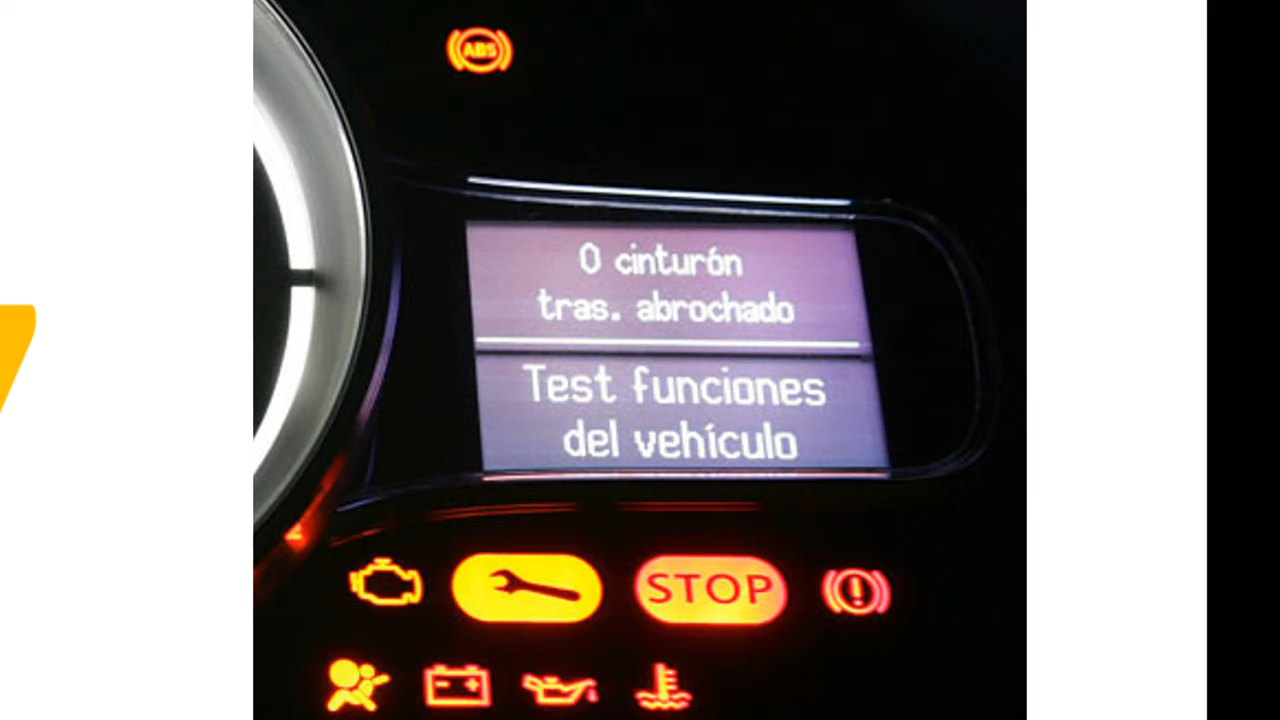 ABS
0 cinturón
tras. abrochado
Test funciones
del vehículo
STOP